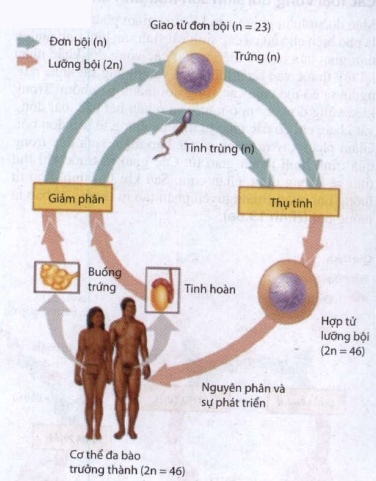 Giao tử đơn bội (n = 23)
Đơn bội (n)
Lưỡng bội (2n)
Trứng (n)
Tinh trùng (n)
Giảm phân
Thụ tinh
Buồng
trứng
Tinh hoàn
Hợp tử
lưỡng bội
(2n = 46)
Nguyên phân và
sự phát triển
Cơ thể đa bào
trưởng thành (2n = 46)